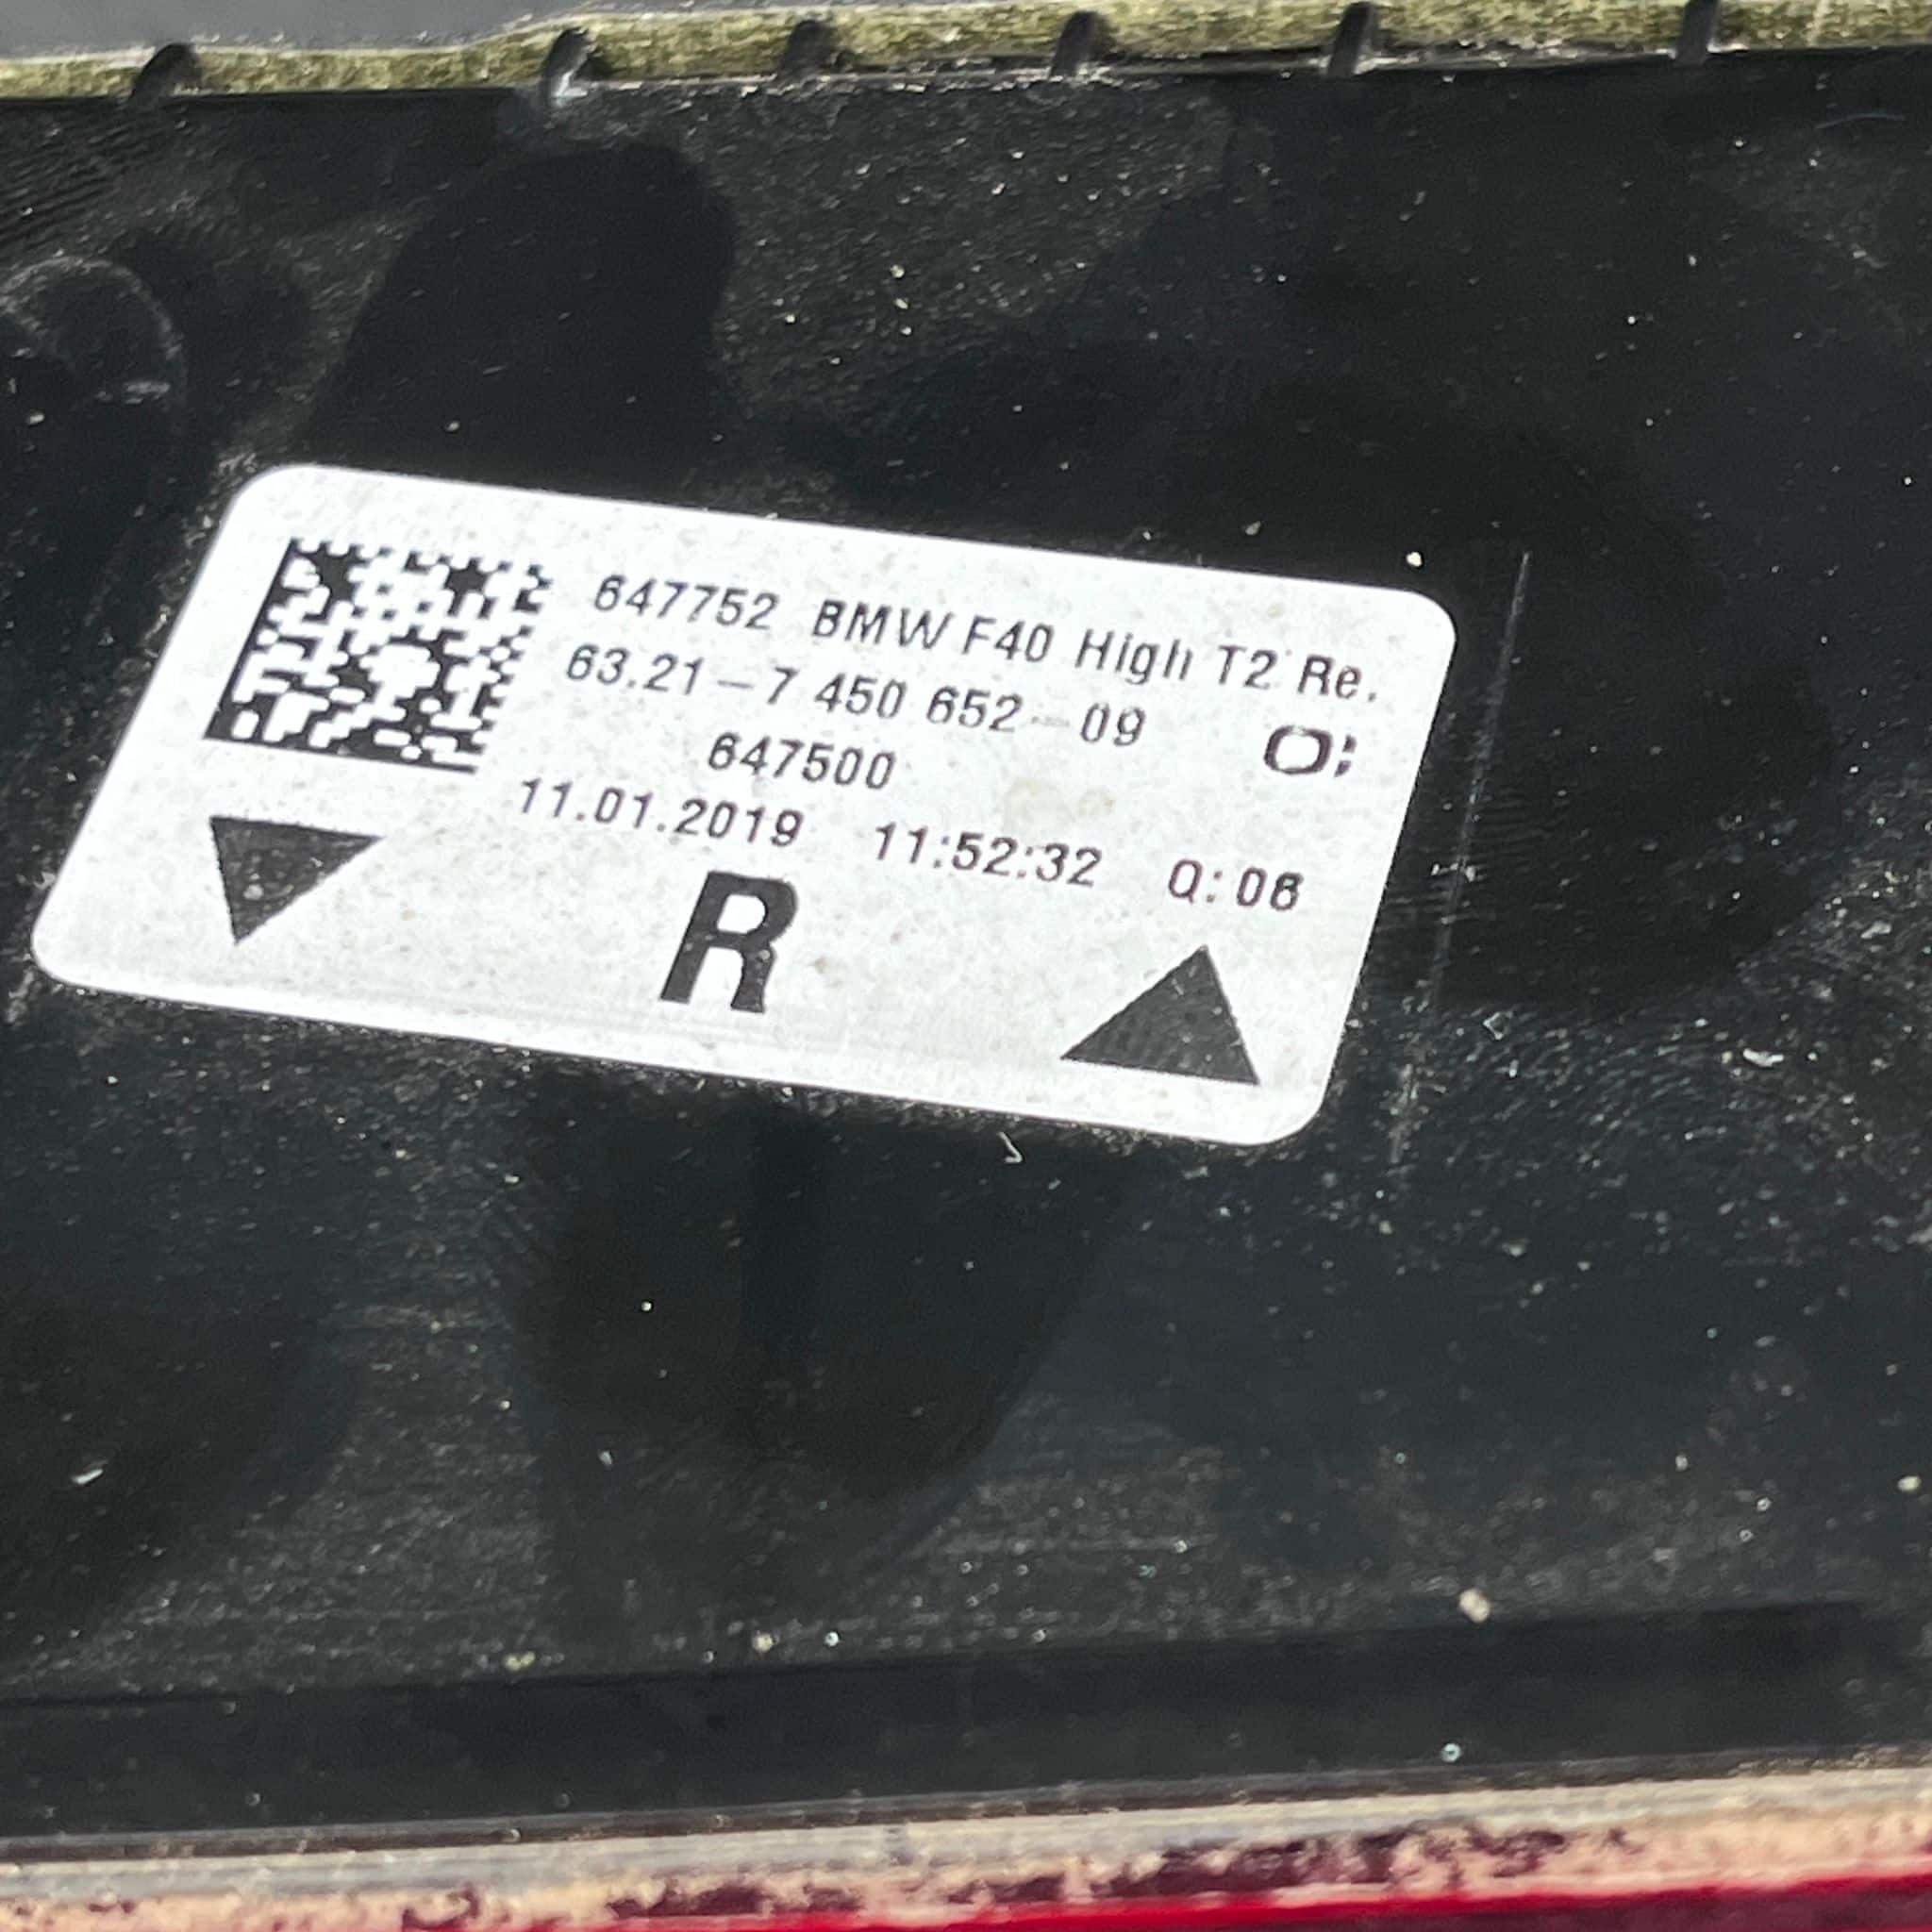 647752 BMW F40 High T2 Re.
63.21-7 450 652-09
O;
647500
11.01.2019 11:52:32 Q:06
R